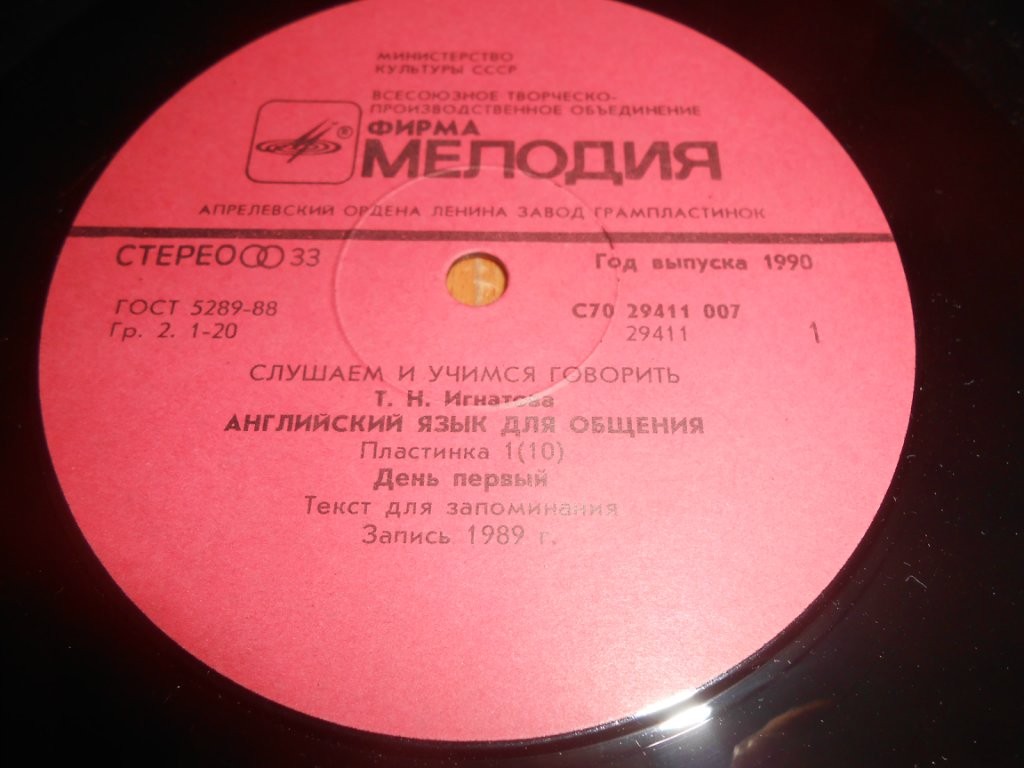 МИНИСТЕРСТВО
КУЛЬТУРЫ СССР
ВСЕСОЮЗНОЕ ТВОРЧЕСКО-
ПРОИЗВОДСТВЕННОЕ ОБЪЕДИНЕНИЕ
®
ФИРМА
МЕЛОДИЯ
АПРЕЛЕВСКИЙ ОРДЕНА ЛЕНИНА ЗАВОД ГРАМПЛАСТИНОК
СТЕРЕО 33
Год выпуска 1990
ГОСТ 5289-88
Гр. 2. 1-20
С70 29411 007
29411
1
СЛУШАЕМ И УЧИМСЯ ГОВОРИТЬ
Т. Н. Игнатова
АНГЛИЙСКИЙ ЯЗЫК ДЛЯ ОБЩЕНИЯ
Пластинка 1(10)
День первый
Текст для запоминания
Запись 1989 г.